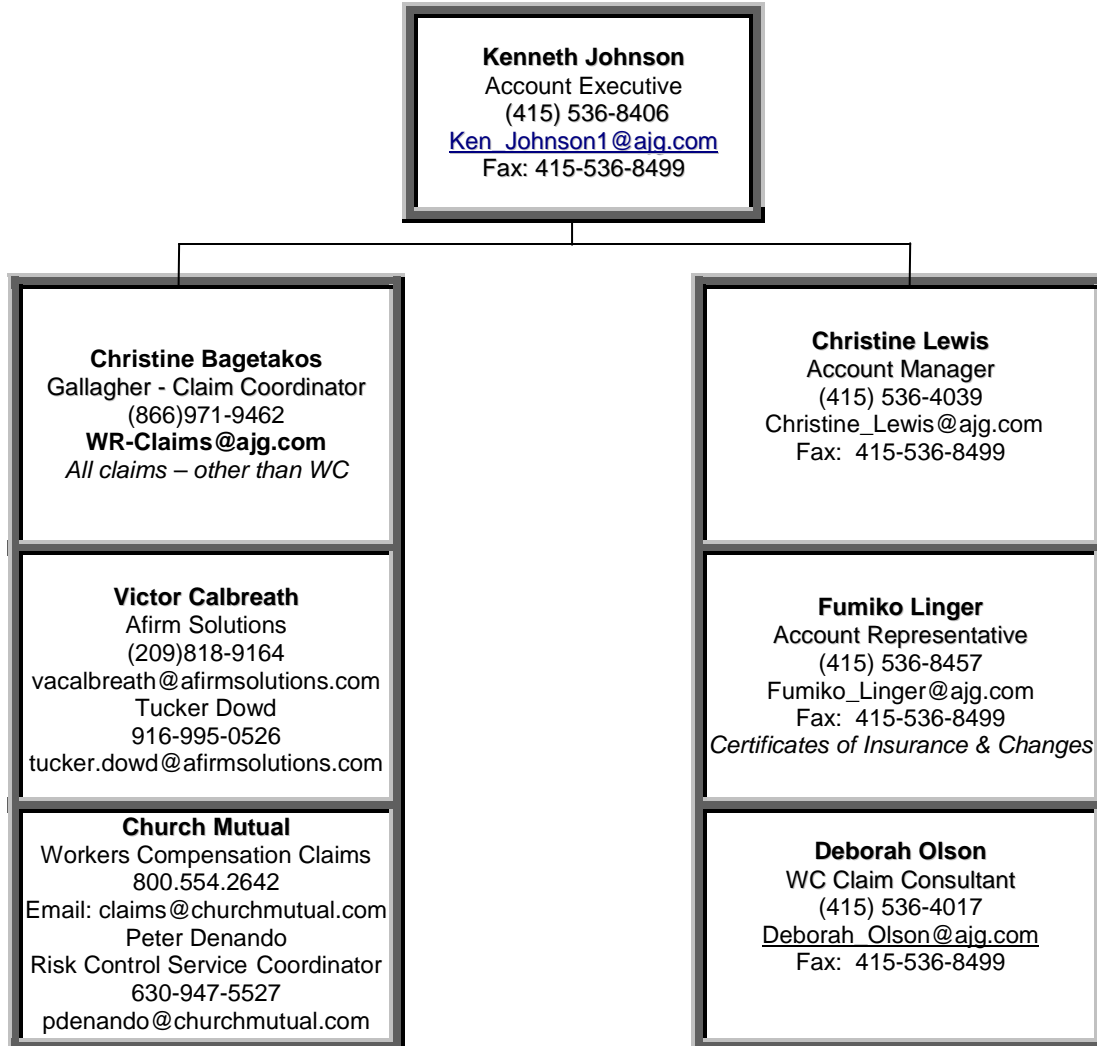 Kenneth Johnson
Account Executive
(415) 536-8406
Ken_Johnson1@ajg.com
Fax: 415-536-8499
Christine Bagetakos
Gallagher - Claim Coordinator
(866)971-9462
WR-Claims@ajg.com
All claims – other than WC
Victor Calbreath
Afirm Solutions
(209)818-9164
vacalbreath@afirmsolutions.com
Tucker Dowd
916-995-0526
tucker.dowd@afirmsolutions.com
Church Mutual
Workers Compensation Claims
800.554.2642
Email: claims@churchmutual.com
Peter Denando
Risk Control Service Coordinator
630-947-5527
pdenando@churchmutual.com
Christine Lewis
Account Manager
(415) 536-4039
Christine_Lewis@ajg.com
Fax: 415-536-8499
Fumiko Linger
Account Representative
(415) 536-8457
Fumiko_Linger@ajg.com
Fax: 415-536-8499
Certificates of Insurance & Changes
Deborah Olson
WC Claim Consultant
(415) 536-4017
Deborah_Olson@ajg.com
Fax: 415-536-8499